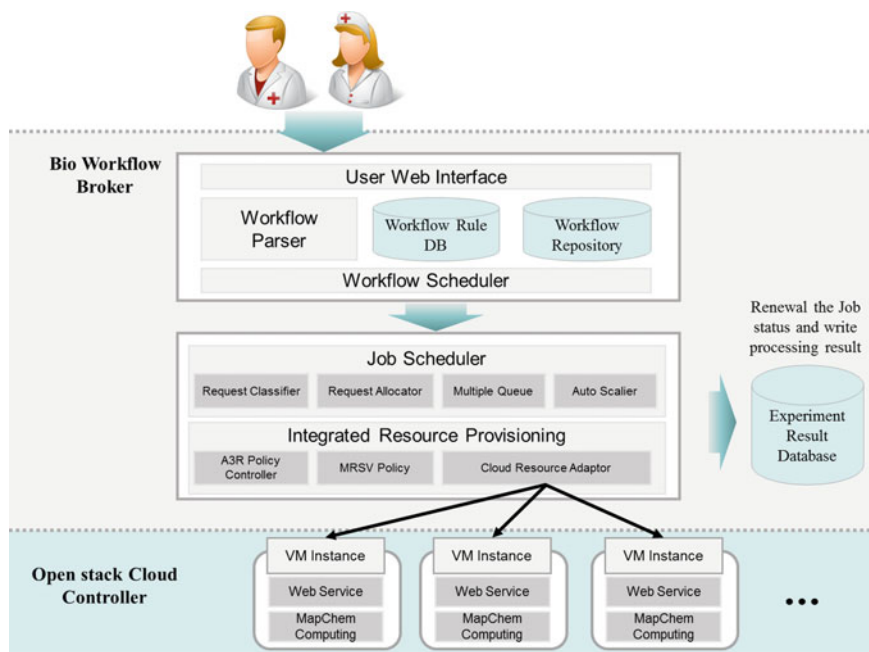 Bio Workflow
Broker
User Web Interface
Workflow
Parser
Workflow Rule
DB
Workflow
Repository
Workflow Scheduler
Renewal the Job
status and write
processing result
Job Scheduler
Request Classifier
Request Allocator
Multiple Queue
Auto Scalier
Experiment
Result
Database
Integrated Resource Provisioning
A3R Policy
Controller
MRSV Policy
Cloud Resource Adaptor
Open stack Cloud
Controller
VM Instance
Web Service
MapChem
Computing
VM Instance
Web Service
MapChem
Computing
VM Instance
Web Service
MapChem
Computing
...